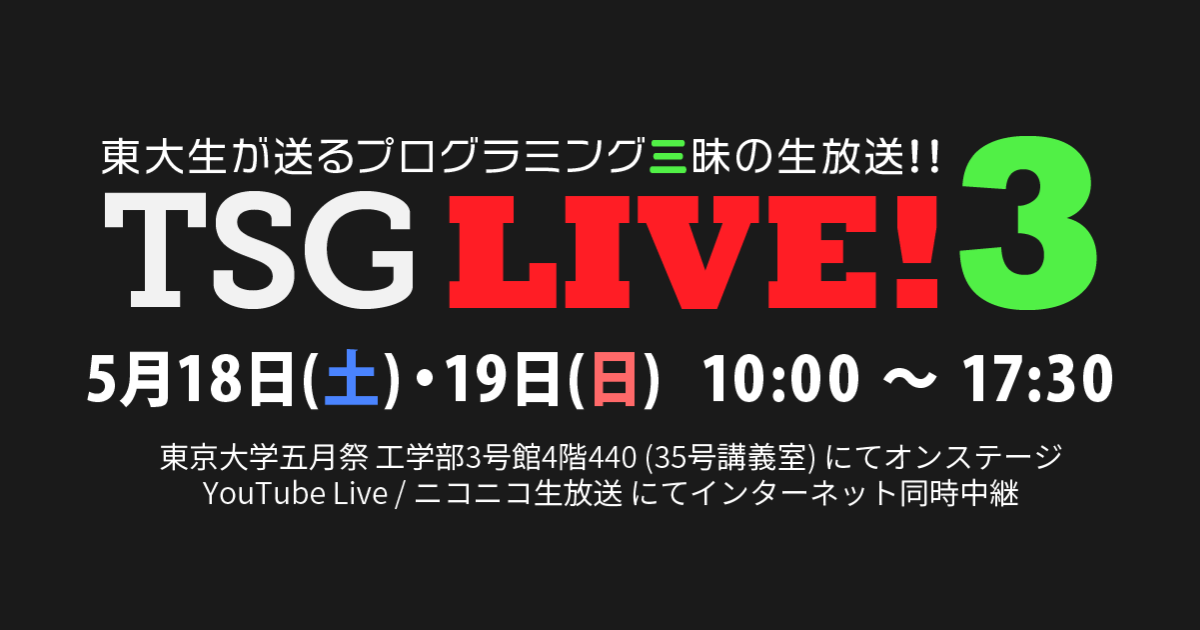 東大生が送るプログラミング三昧の生放送!!
TSG LIVE! 3
5月18日(土)・19日(日) 10:00 ～ 17:30
東京大学五月祭 工学部3号館4階440 (35号講義室) にてオンステージ
YouTube Live / ニコニコ生放送 にてインターネット同時中継